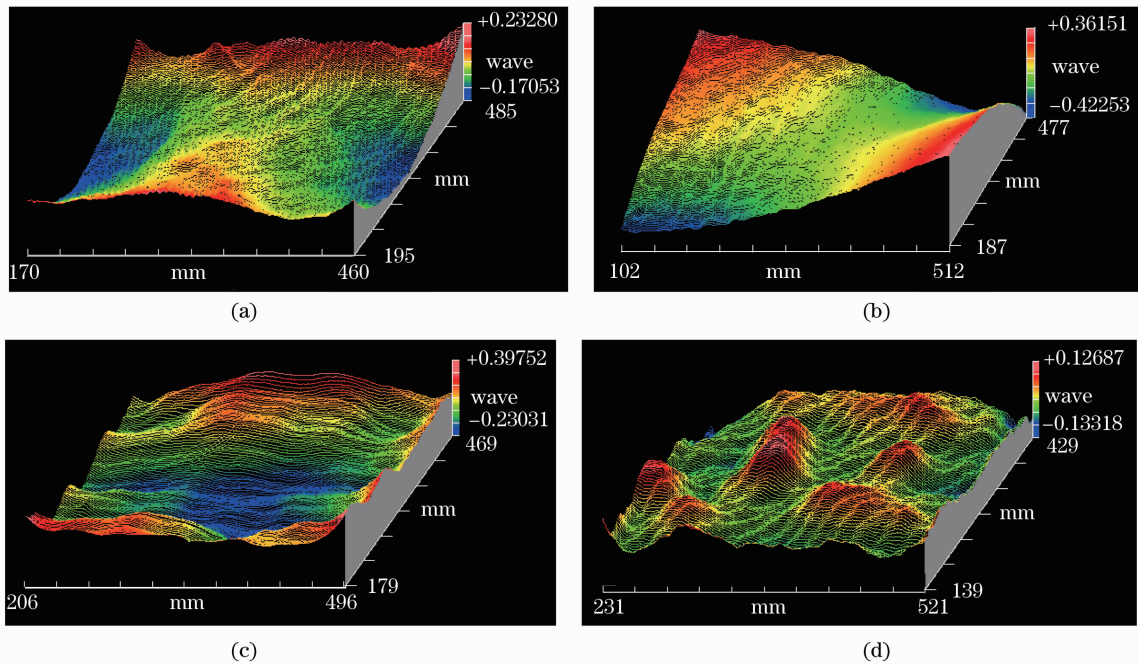 +0.23280
wave
−0.17053
485
mm
195
170 mm 460
(a)
+0.36151
wave
−0.42253
477
mm
187
102 mm 512
(b)
+0.39752
wave
−0.23031
469
mm
179
206 mm 496
(c)
+0.12687
wave
−0.13318
429
mm
139
231 mm 521
(d)